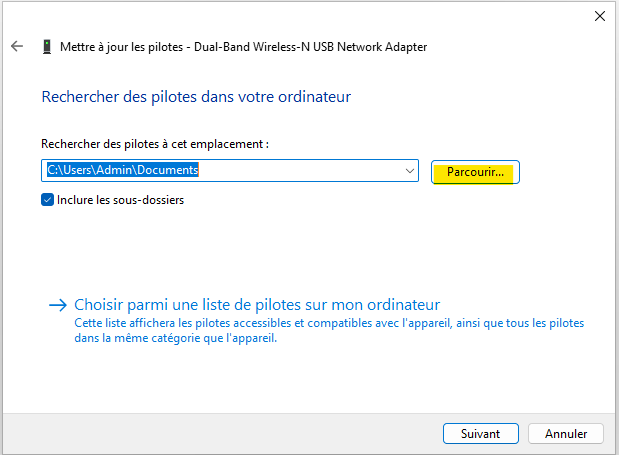 Mettre à jour les pilotes - Dual-Band Wireless-N USB Network Adapter
Rechercher des pilotes dans votre ordinateur
Rechercher des pilotes à cet emplacement :
C:\Users\Admin\Documents
Parcourir...
Inclure les sous-dossiers
Choisir parmi une liste de pilotes sur mon ordinateur
Cette liste affichera les pilotes accessibles et compatibles avec l'appareil, ainsi que tous les pilotes
dans la même catégorie que l'appareil.
Suivant
Annuler